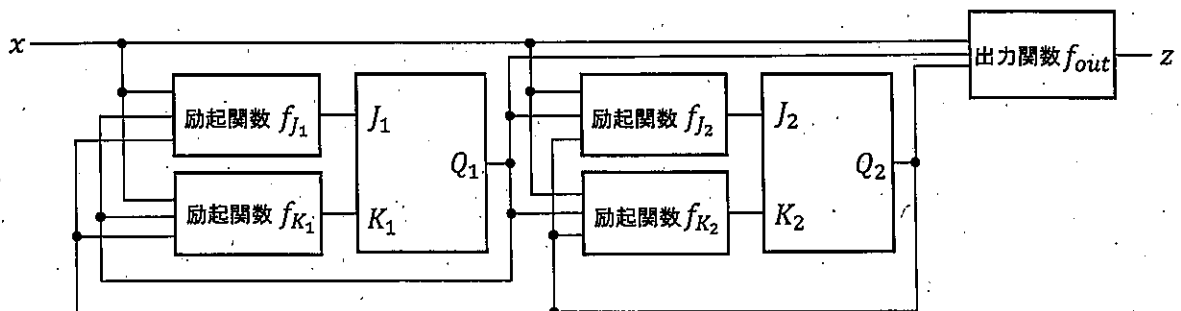 x
出力関数 f_out
z
励起関数 f_J₁
J₁
励起関数 f_J₂
J₂
Q₁
Q₂
励起関数 f_K₁
K₁
励起関数 f_K₂
K₂